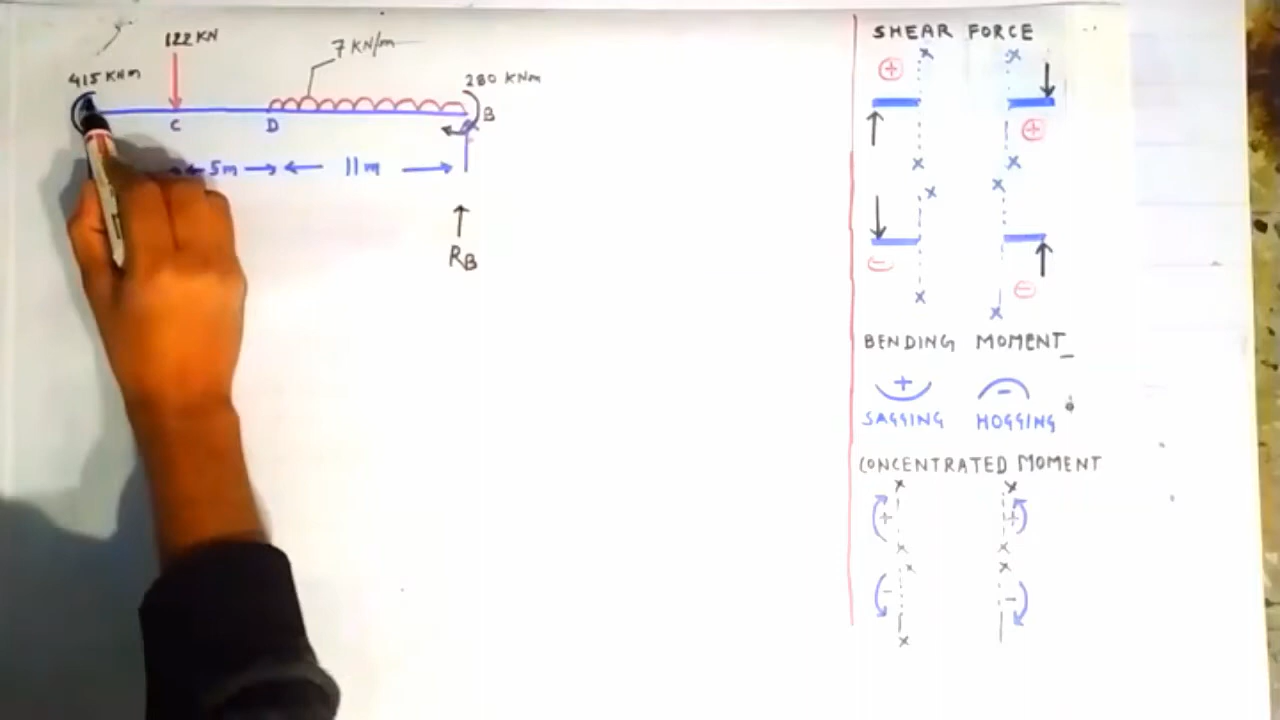 122 KN
7 KN/m
415 KNm
280 KNm
B
C
D
5m
11m
RB
SHEAR FORCE
+
+
-
-
BENDING MOMENT
+
-
SAGGING
HOGGING
CONCENTRATED MOMENT
+
+
-
-